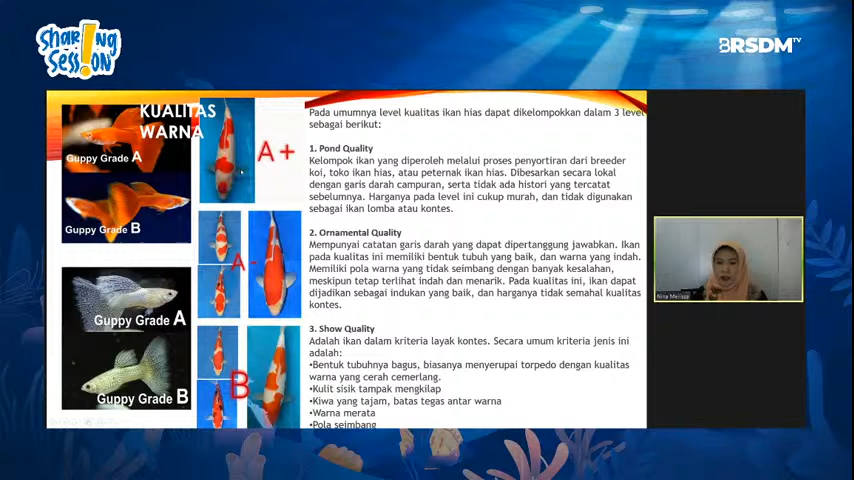 Sharing
Session
BRSDM TV
KUALITAS
WARNA
Guppy Grade A
Guppy Grade B
Guppy Grade A
Guppy Grade B
A+
A-
B
Pada umumnya level kualitas ikan hias dapat dikelompokkan dalam 3 level
sebagai berikut:
1. Pond Quality
Kelompok ikan yang diperoleh melalui proses penyortiran dari breeder
koi, toko ikan hias, atau peternak ikan hias. Dibesarkan secara lokal
dengan garis darah campuran, serta tidak ada histori yang tercatat
sebelumnya. Harganya pada level ini cukup murah, dan tidak digunakan
sebagai ikan lomba atau kontes.
2. Ornamental Quality
Mempunyai catatan garis darah yang dapat dipertanggung jawabkan. Ikan
pada kualitas ini memiliki bentuk tubuh yang baik, dan warna yang indah.
Memiliki pola warna yang tidak seimbang dengan banyak kesalahan,
meskipun tetap terlihat indah dan menarik. Pada kualitas ini, ikan dapat
dijadikan sebagai indukan yang baik, dan harganya tidak semahal kualitas
kontes.
3. Show Quality
Adalah ikan dalam kriteria layak kontes. Secara umum kriteria jenis ini
adalah:
•Bentuk tubuhnya bagus, biasanya menyerupai torpedo dengan kualitas
warna yang cerah cemerlang.
•Kulit sisik tampak mengkilap
•Kiwa yang tajam, batas tegas antar warna
•Warna merata
•Pola seimbang
Nina Melissa